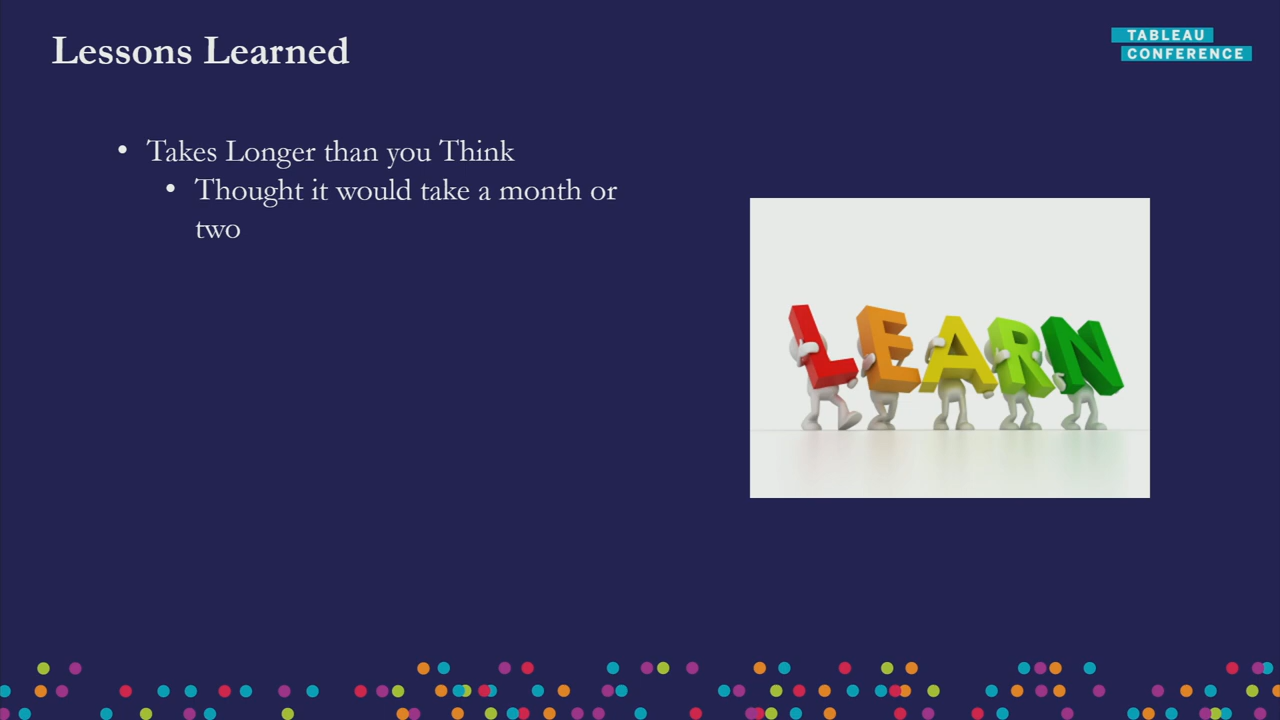 Lessons Learned
TABLEAU
CONFERENCE
• Takes Longer than you Think
• Thought it would take a month or
two
LEARN